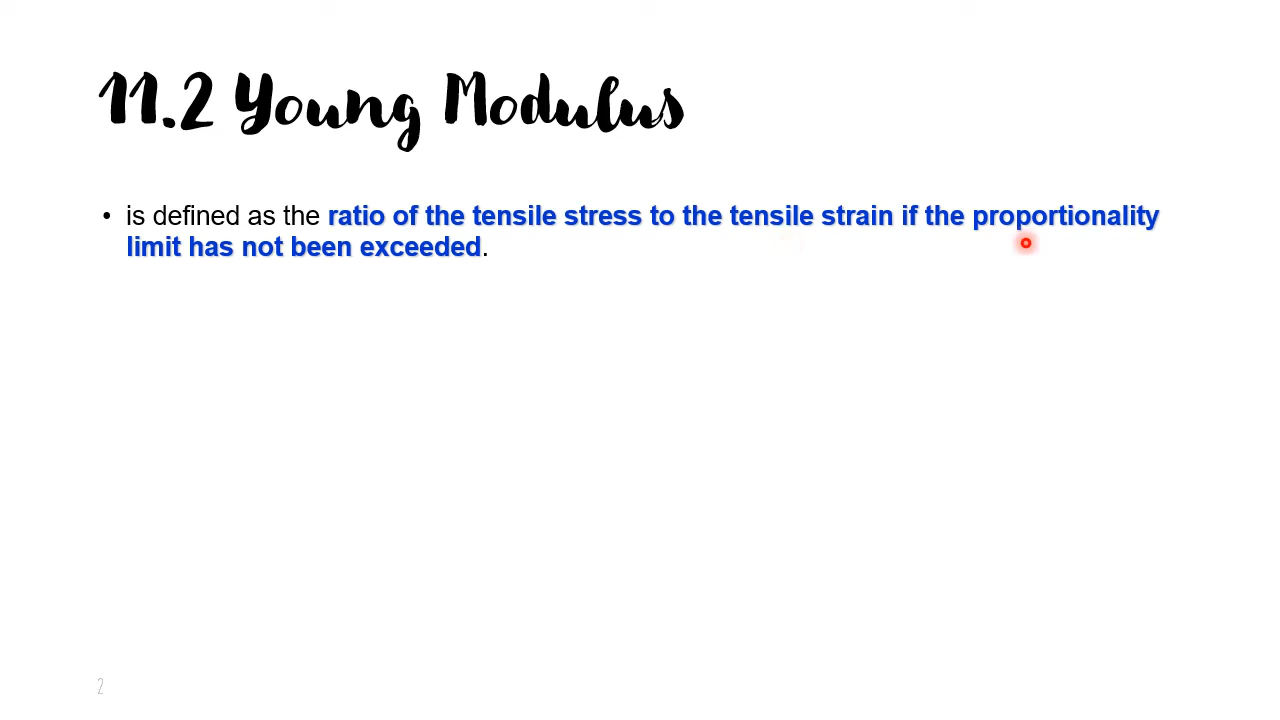 11.2 Young Modulus
• is defined as the ratio of the tensile stress to the tensile strain if the proportionality
limit has not been exceeded.
2